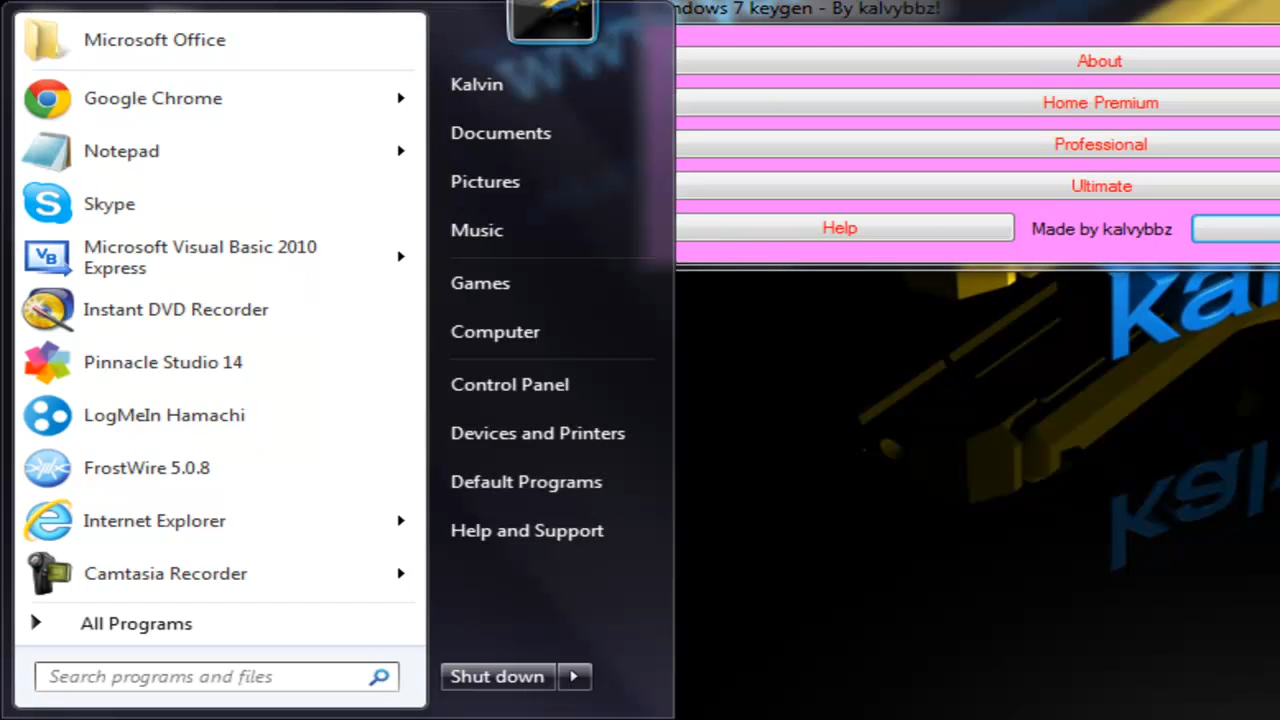 Microsoft Office
Google Chrome
Notepad
Skype
Microsoft Visual Basic 2010
Express
Instant DVD Recorder
Pinnacle Studio 14
LogMeIn Hamachi
FrostWire 5.0.8
Internet Explorer
Camtasia Recorder
All Programs
Search programs and files
Kalvin
Documents
Pictures
Music
Games
Computer
Control Panel
Devices and Printers
Default Programs
Help and Support
Shut down
ndows 7 keygen - By kalvybbz!
About
Home Premium
Professional
Ultimate
Help
Made by kalvybbz
www
kal